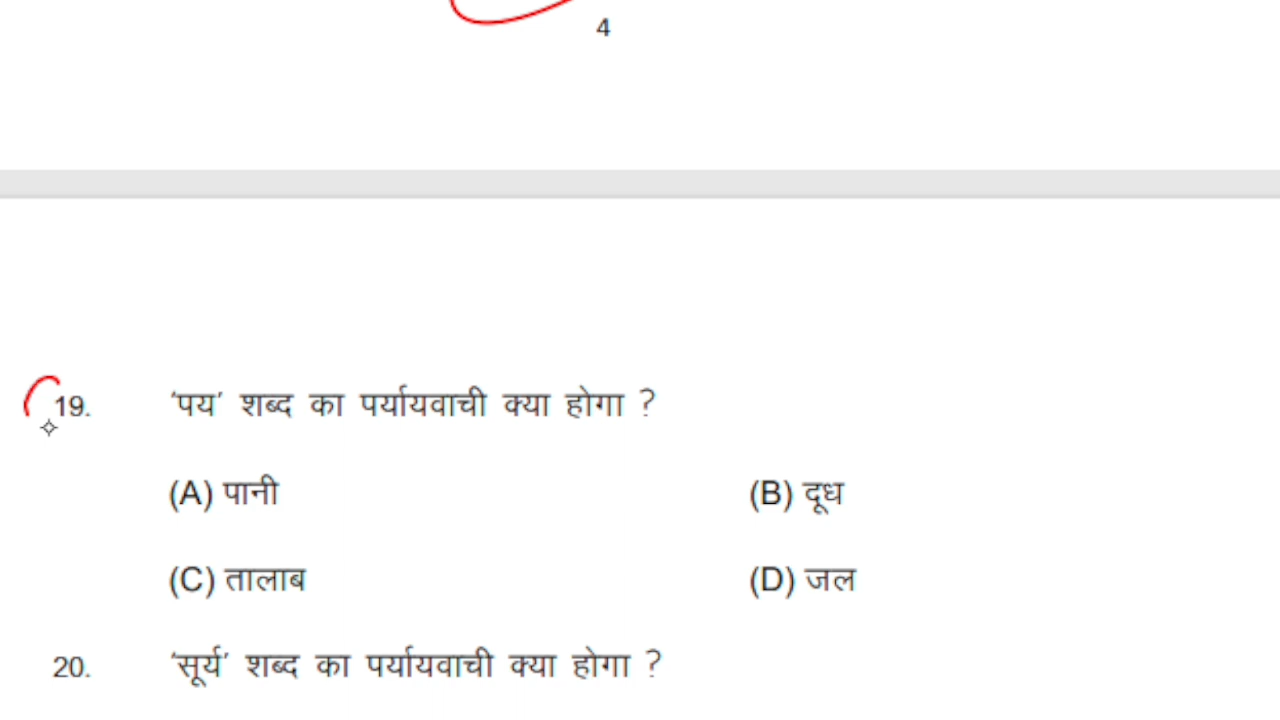 4
19. 'पय' शब्द का पर्यायवाची क्या होगा ?
(A) पानी (B) दूध
(C) तालाब (D) जल
20. 'सूर्य' शब्द का पर्यायवाची क्या होगा ?